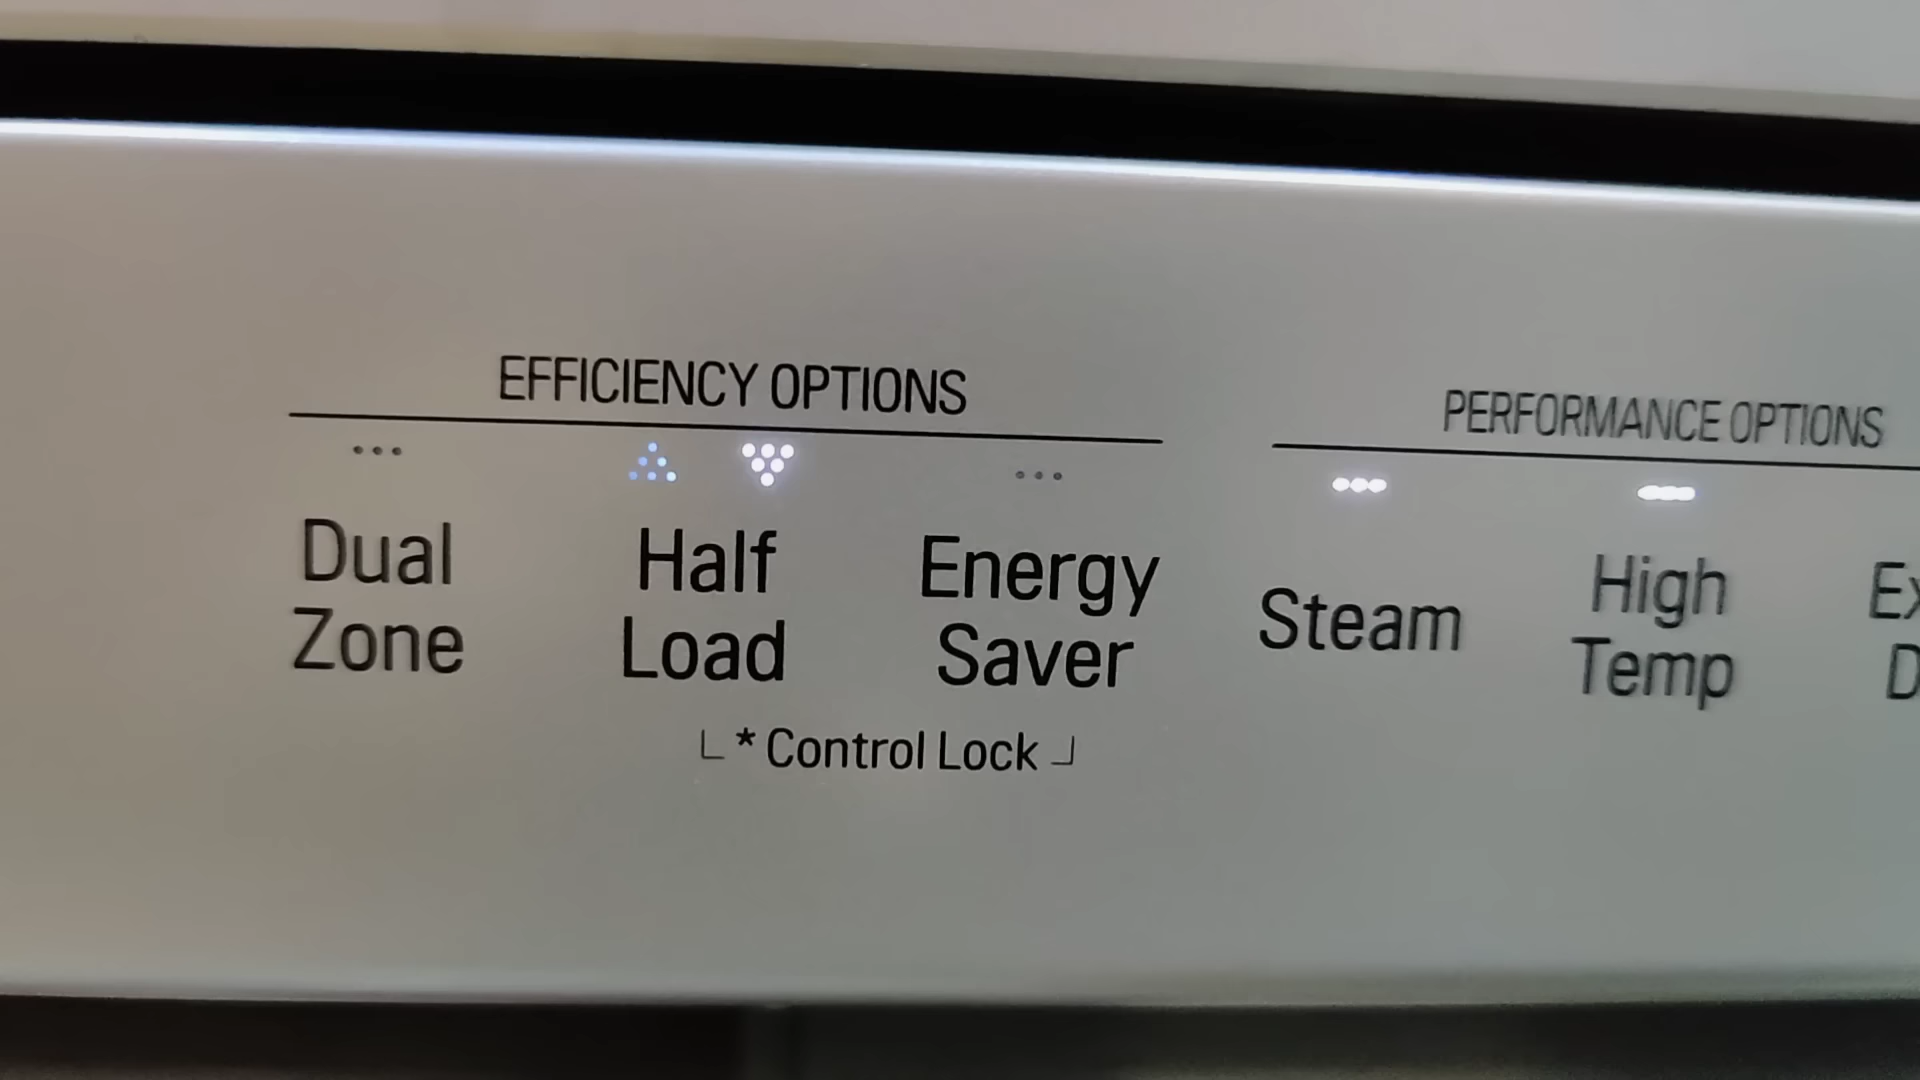 EFFICIENCY OPTIONS
PERFORMANCE OPTIONS
Dual
Zone
Half
Load
Energy
Saver
Steam
High
Temp
* Control Lock